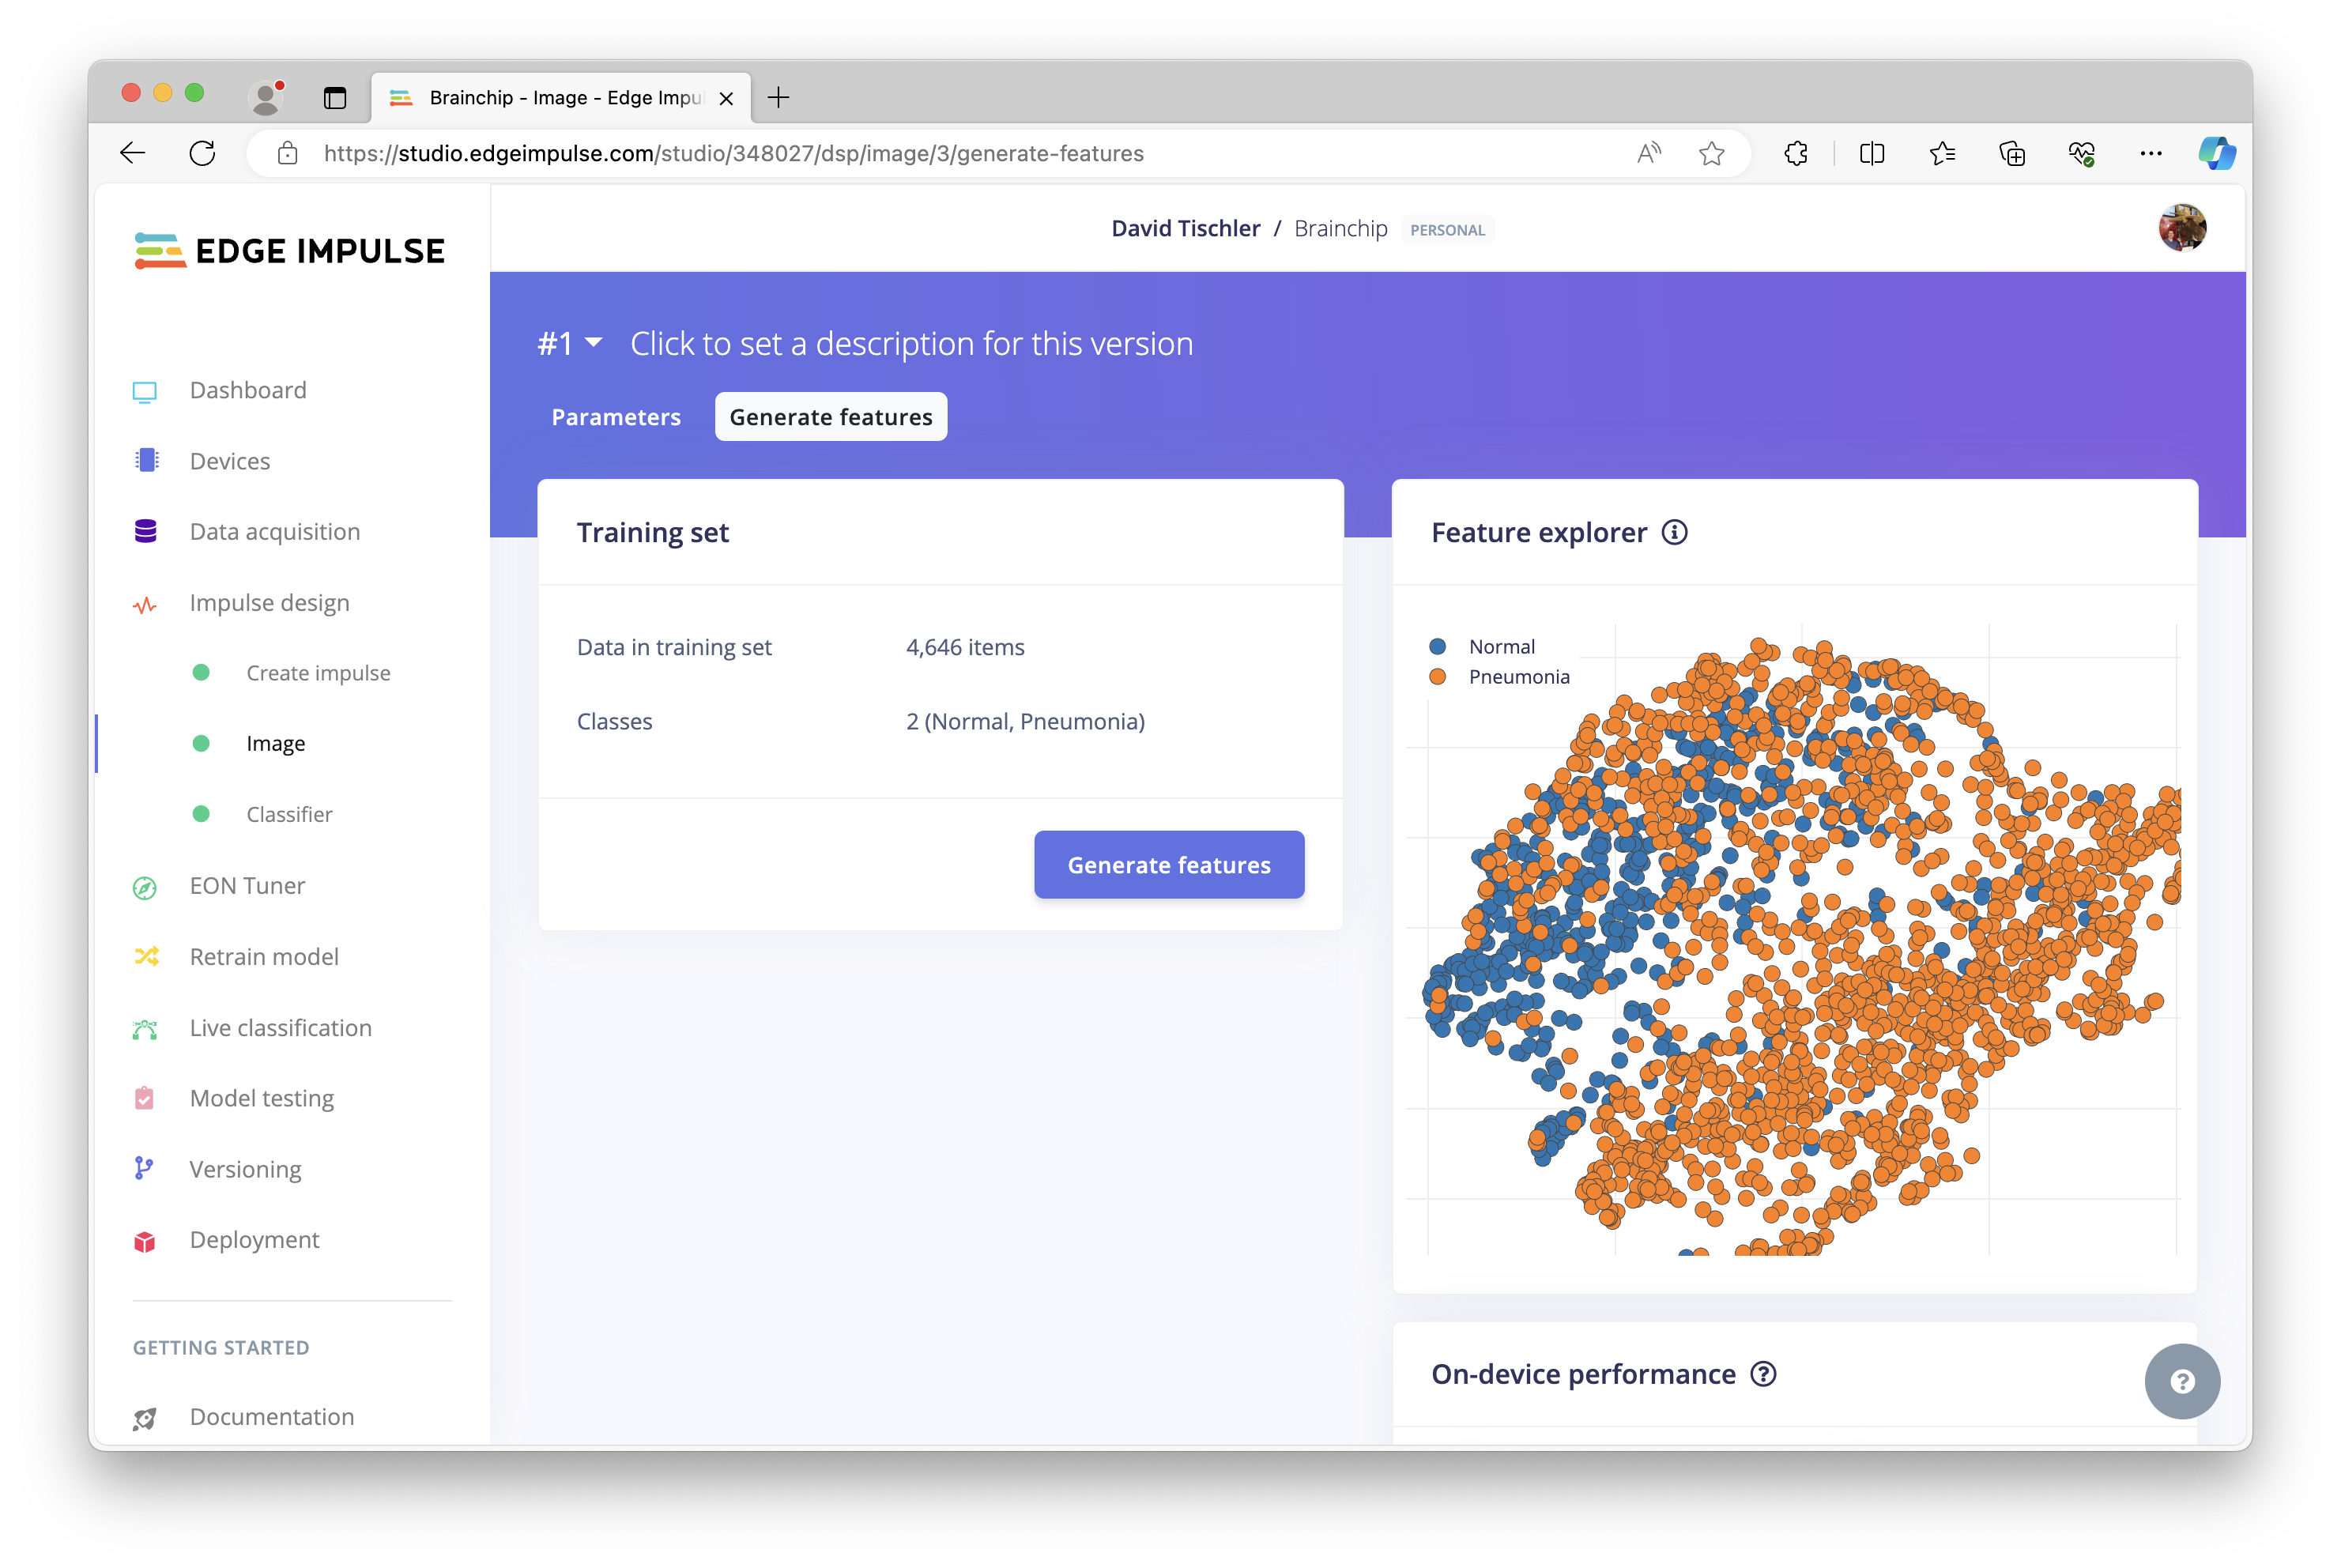 Brainchip - Image - Edge Impu
https://studio.edgeimpulse.com/studio/348027/dsp/image/3/generate-features
EDGE IMPULSE
David Tischler / Brainchip PERSONAL
#1 Click to set a description for this version
Parameters Generate features
Dashboard
Devices
Data acquisition
Impulse design
Create impulse
Image
Classifier
EON Tuner
Retrain model
Live classification
Model testing
Versioning
Deployment
GETTING STARTED
Documentation
Training set
Data in training set 4,646 items
Classes 2 (Normal, Pneumonia)
Generate features
Feature explorer
Normal
Pneumonia
On-device performance